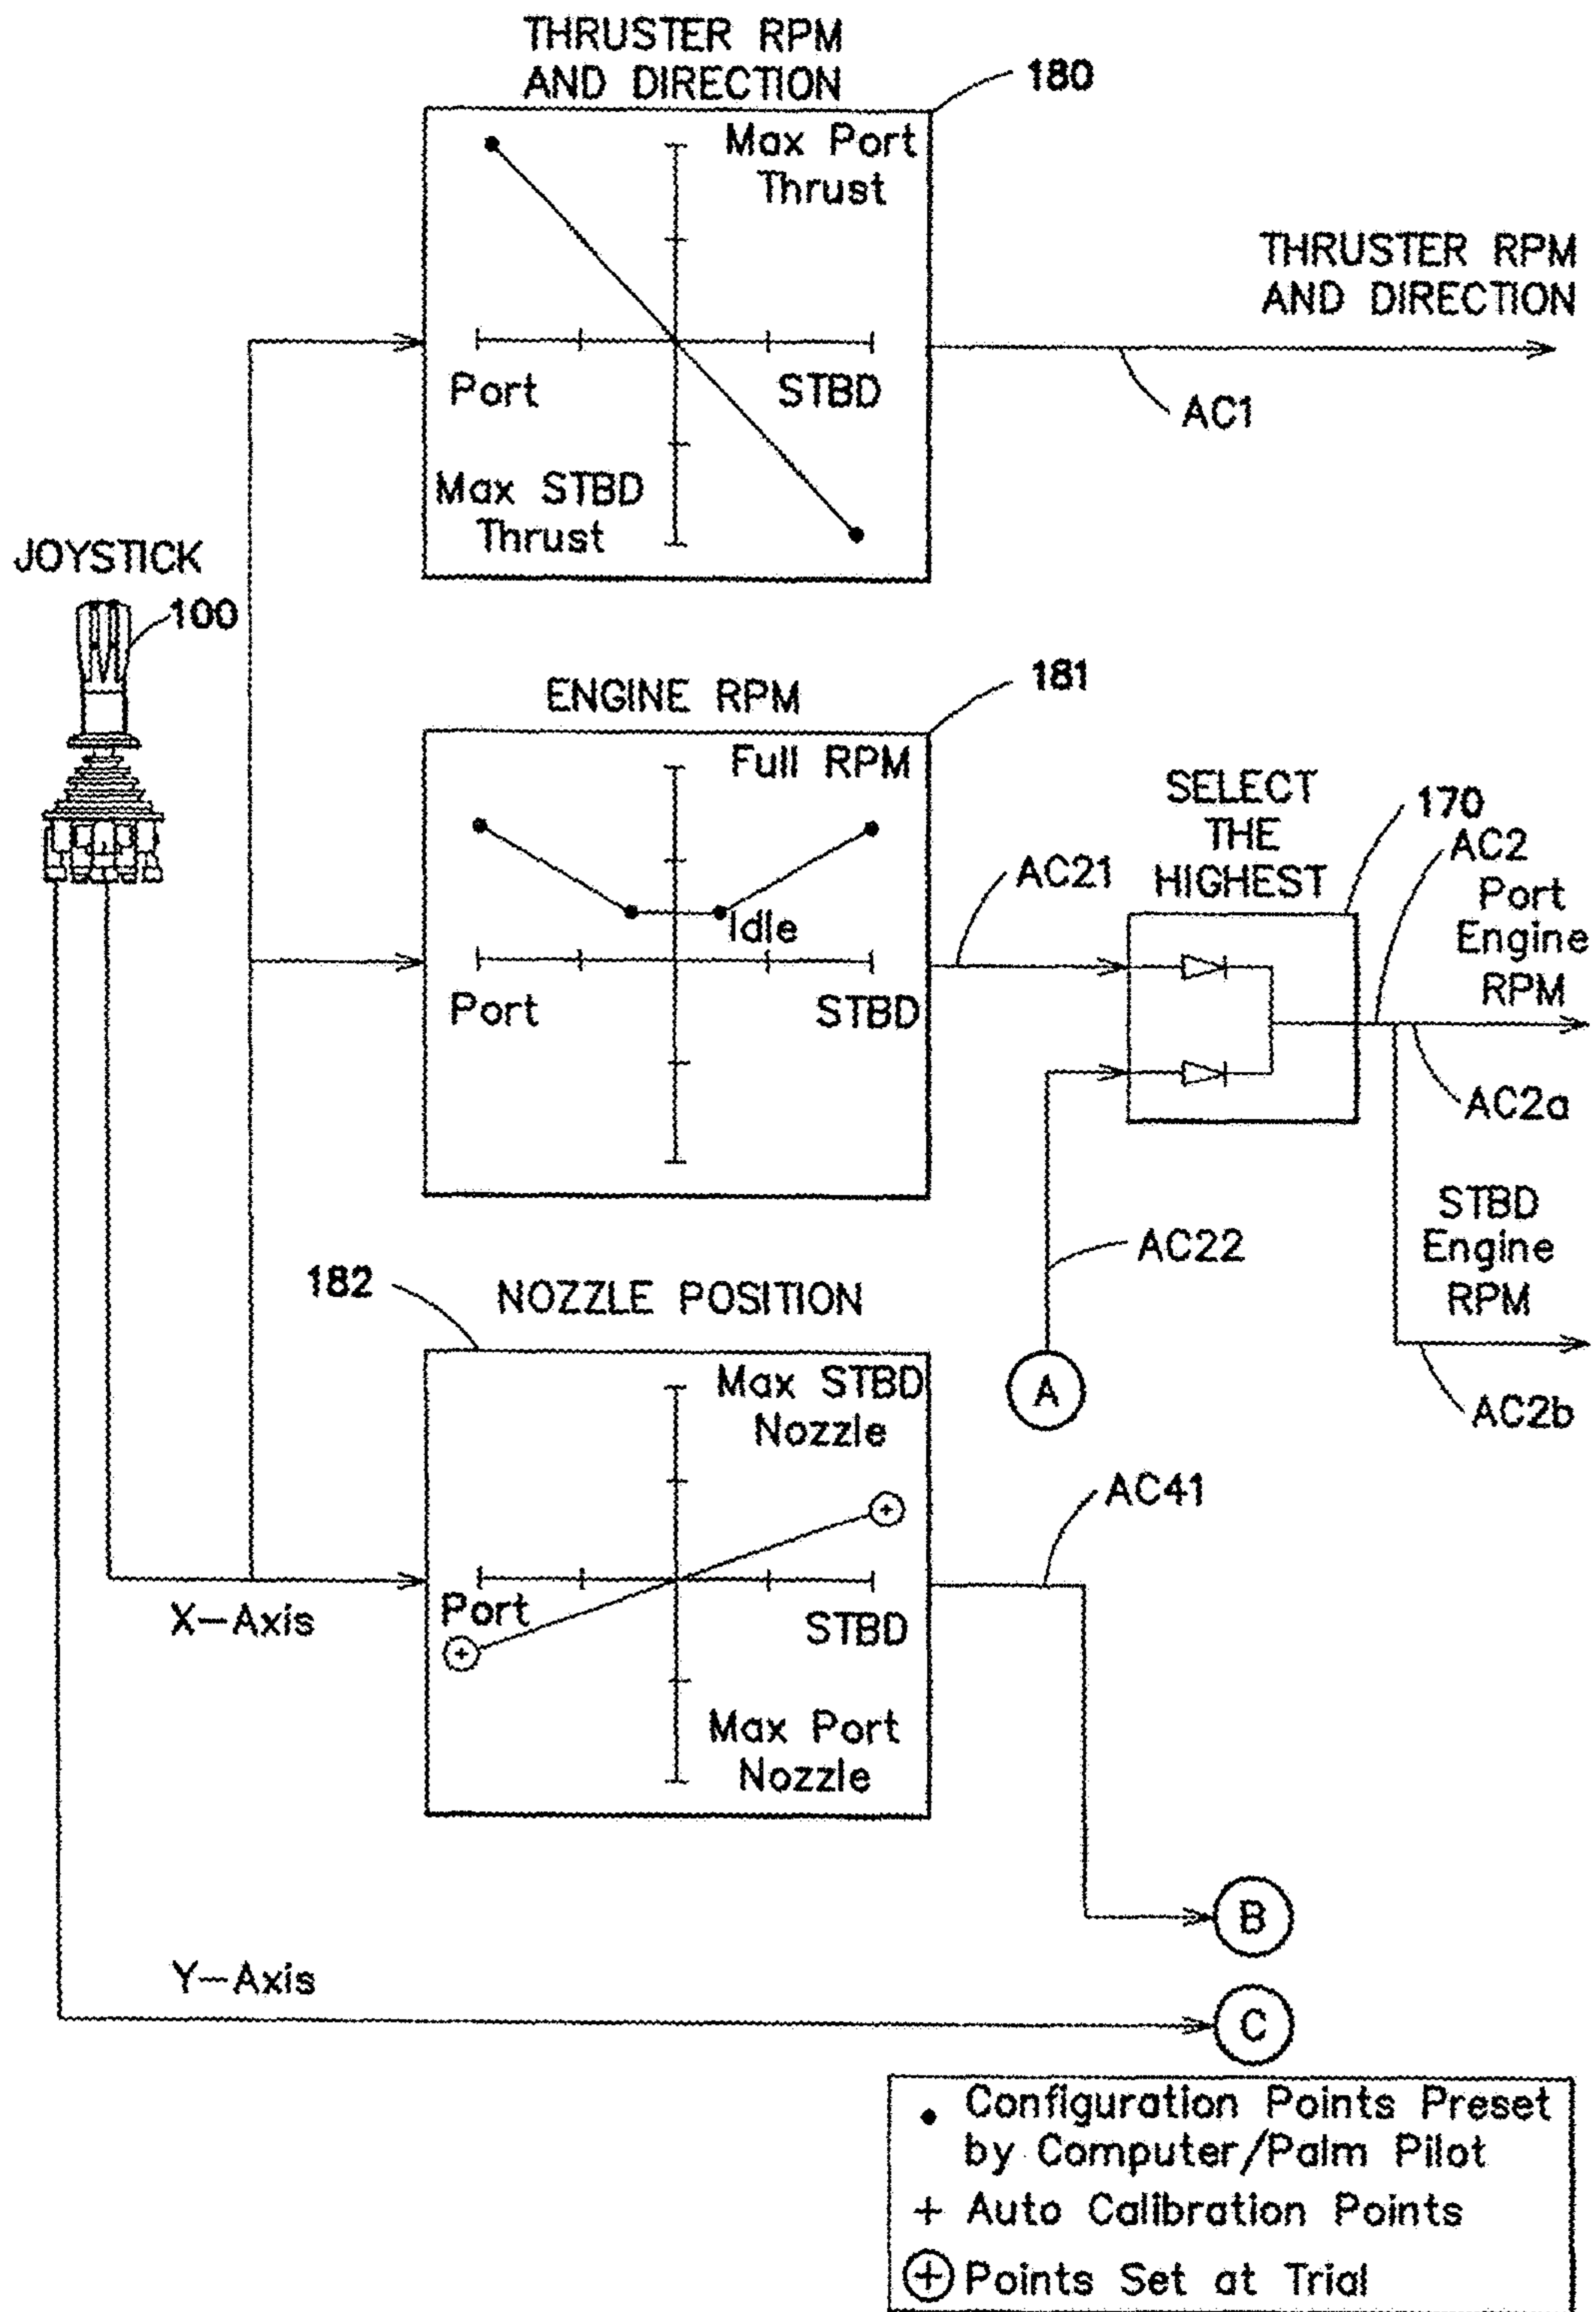 THRUSTER RPM
AND DIRECTION
180
Max Port
Thrust
Port
STBD
Max STBD
Thrust
THRUSTER RPM
AND DIRECTION
AC1
JOYSTICK
100
ENGINE RPM
181
Full RPM
Idle
Port
STBD
AC21
SELECT
THE
HIGHEST
170
AC2
Port
Engine
RPM
AC2a
STBD
Engine
RPM
AC2b
AC22
A
182
NOZZLE POSITION
Max STBD
Nozzle
Port
STBD
Max Port
Nozzle
AC41
X-Axis
B
Y-Axis
C
Configuration Points Preset
by Computer/Palm Pilot
+ Auto Calibration Points
Points Set at Trial